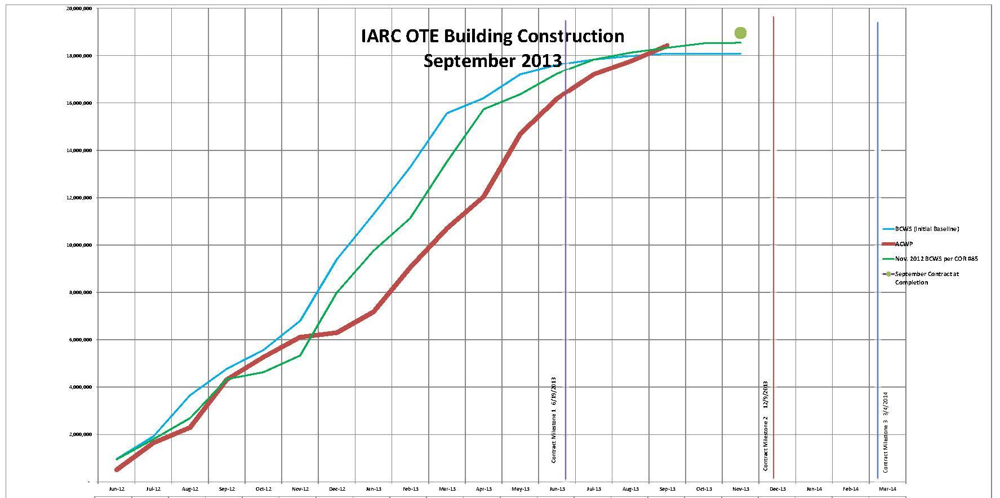 IARC OTE Building Construction
September 2013
20,000,000
18,000,000
16,000,000
14,000,000
12,000,000
10,000,000
8,000,000
6,000,000
4,000,000
2,000,000
-
BCWS (Initial Baseline)
ACWP
Nov. 2012 BCWS per COR #85
September Contract at
Completion
Contract Milestone 1 6/19/2013
Contract Milestone 2 12/9/2013
Contract Milestone 3 3/4/2014
Jun-12 Jul-12 Aug-12 Sep-12 Oct-12 Nov-12 Dec-12 Jan-13 Feb-13 Mar-13 Apr-13 May-13 Jun-13 Jul-13 Aug-13 Sep-13 Oct-13 Nov-13 Dec-13 Jan-14 Feb-14 Mar-14